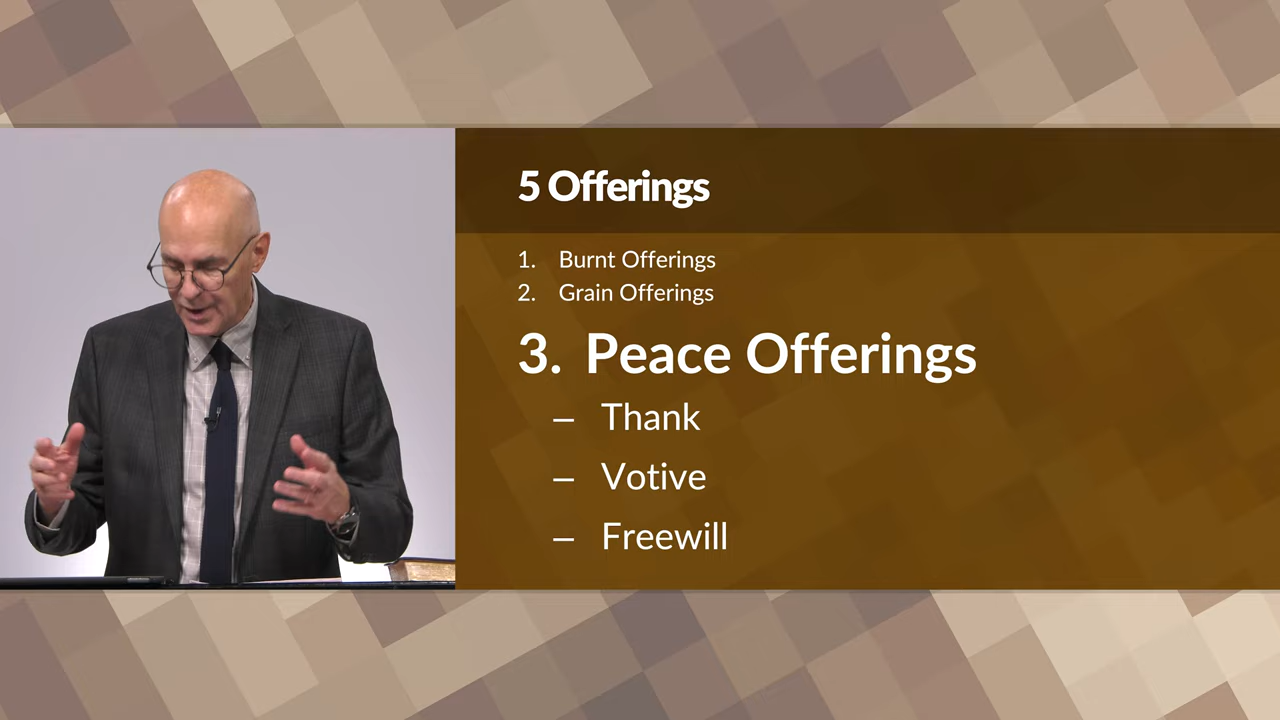 5 Offerings
1. Burnt Offerings
2. Grain Offerings
3. Peace Offerings
– Thank
– Votive
– Freewill